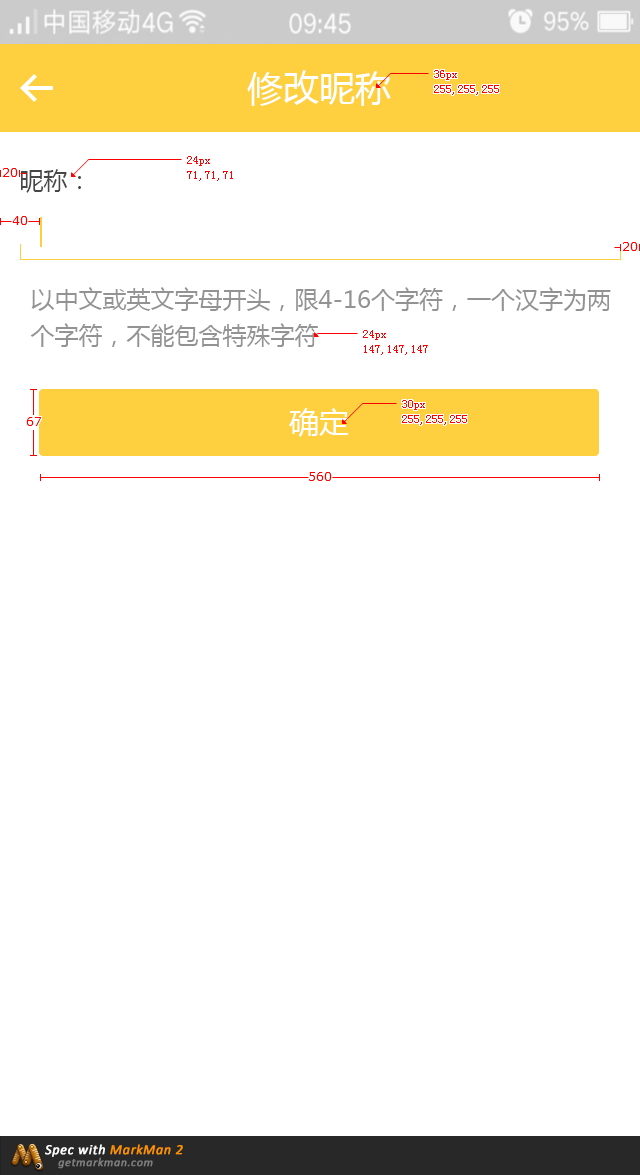 中国移动4G 09:45 95%
修改昵称
36px
255, 255, 255
昵称：
24px
71, 71, 71
20
40
20
以中文或英文字母开头，限4-16个字符，一个汉字为两
个字符，不能包含特殊字符
24px
147, 147, 147
确定
30px
255, 255, 255
67
560
Spec with MarkMan 2
getmarkman.com